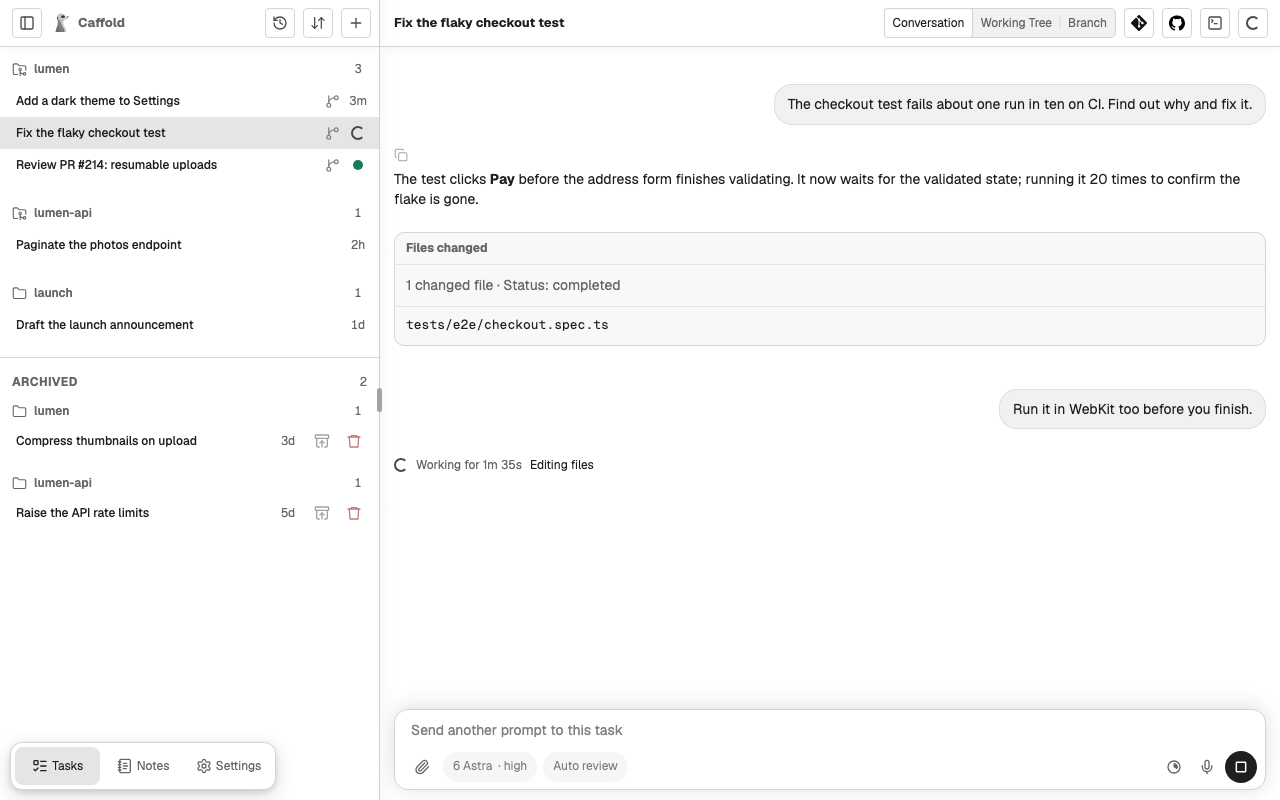 Caffold
lumen 3
Add a dark theme to Settings 3m
Fix the flaky checkout test
Review PR #214: resumable uploads
lumen-api 1
Paginate the photos endpoint 2h
launch 1
Draft the launch announcement 1d
ARCHIVED 2
lumen 1
Compress thumbnails on upload 3d
lumen-api 1
Raise the API rate limits 5d
Tasks Notes Settings
Fix the flaky checkout test
Conversation Working Tree Branch
The checkout test fails about one run in ten on CI. Find out why and fix it.
The test clicks Pay before the address form finishes validating. It now waits for the validated state; running it 20 times to confirm the
flake is gone.
Files changed
1 changed file · Status: completed
tests/e2e/checkout.spec.ts
Run it in WebKit too before you finish.
Working for 1m 35s Editing files
Send another prompt to this task
6 Astra · high Auto review